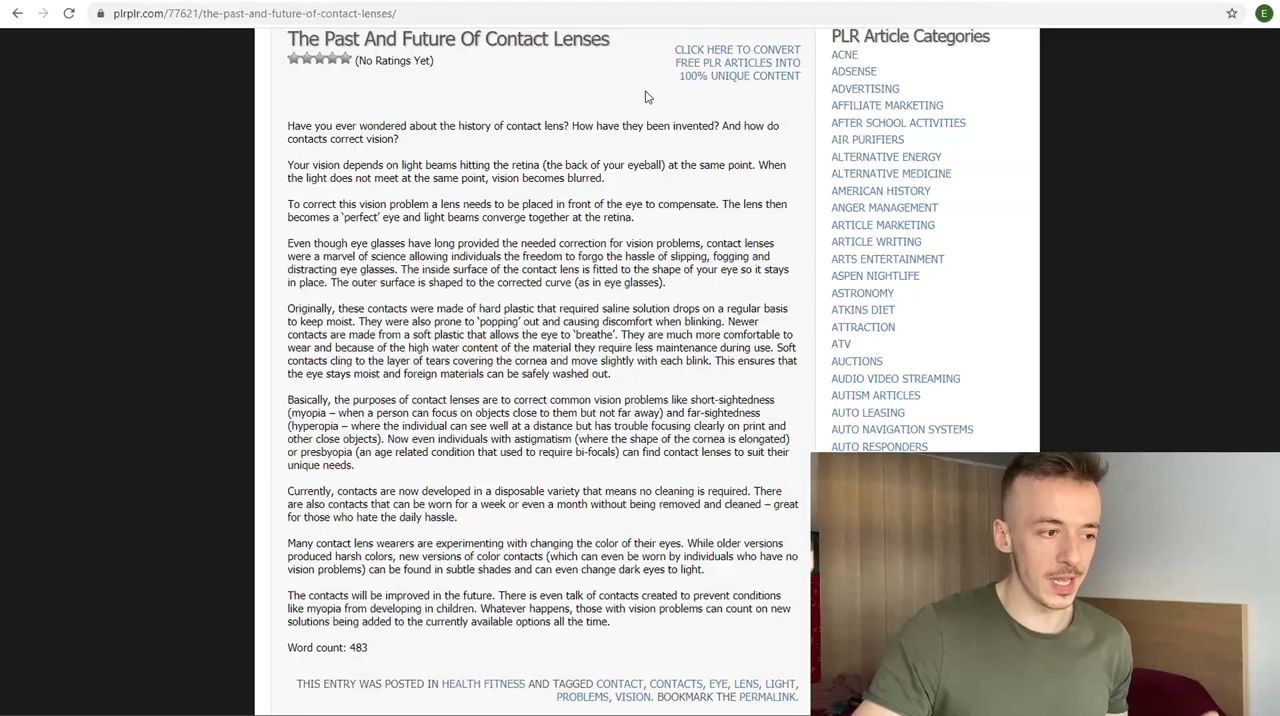 plrplr.com/77621/the-past-and-future-of-contact-lenses/
E
The Past And Future Of Contact Lenses
(No Ratings Yet)
CLICK HERE TO CONVERT
FREE PLR ARTICLES INTO
100% UNIQUE CONTENT
Have you ever wondered about the history of contact lens? How have they been invented? And how do
contacts correct vision?
Your vision depends on light beams hitting the retina (the back of your eyeball) at the same point. When
the light does not meet at the same point, vision becomes blurred.
To correct this vision problem a lens needs to be placed in front of the eye to compensate. The lens then
becomes a ‘perfect’ eye and light beams converge together at the retina.
Even though eye glasses have long provided the needed correction for vision problems, contact lenses
were a marvel of science allowing individuals the freedom to forgo the hassle of slipping, fogging and
distracting eye glasses. The inside surface of the contact lens is fitted to the shape of your eye so it stays
in place. The outer surface is shaped to the corrected curve (as in eye glasses).
Originally, these contacts were made of hard plastic that required saline solution drops on a regular basis
to keep moist. They were also prone to ‘popping’ out and causing discomfort when blinking. Newer
contacts are made from a soft plastic that allows the eye to ‘breathe’. They are much more comfortable to
wear and because of the high water content of the material they require less maintenance during use. Soft
contacts cling to the layer of tears covering the cornea and move slightly with each blink. This ensures that
the eye stays moist and foreign materials can be safely washed out.
Basically, the purposes of contact lenses are to correct common vision problems like short-sightedness
(myopia – when a person can focus on objects close to them but not far away) and far-sightedness
(hyperopia – where the individual can see well at a distance but has trouble focusing clearly on print and
other close objects). Now even individuals with astigmatism (where the shape of the cornea is elongated)
or presbyopia (an age related condition that used to require bi-focals) can find contact lenses to suit their
unique needs.
Currently, contacts are now developed in a disposable variety that means no cleaning is required. There
are also contacts that can be worn for a week or even a month without being removed and cleaned – great
for those who hate the daily hassle.
Many contact lens wearers are experimenting with changing the color of their eyes. While older versions
produced harsh colors, new versions of color contacts (which can even be worn by individuals who have no
vision problems) can be found in subtle shades and can even change dark eyes to light.
The contacts will be improved in the future. There is even talk of contacts created to prevent conditions
like myopia from developing in children. Whatever happens, those with vision problems can count on new
solutions being added to the currently available options all the time.
Word count: 483
THIS ENTRY WAS POSTED IN HEALTH FITNESS AND TAGGED CONTACT, CONTACTS, EYE, LENS, LIGHT,
PROBLEMS, VISION. BOOKMARK THE PERMALINK.
PLR Article Categories
ACNE
ADSENSE
ADVERTISING
AFFILIATE MARKETING
AFTER SCHOOL ACTIVITIES
AIR PURIFIERS
ALTERNATIVE ENERGY
ALTERNATIVE MEDICINE
AMERICAN HISTORY
ANGER MANAGEMENT
ARTICLE MARKETING
ARTICLE WRITING
ARTS ENTERTAINMENT
ASPEN NIGHTLIFE
ASTRONOMY
ATKINS DIET
ATTRACTION
ATV
AUCTIONS
AUDIO VIDEO STREAMING
AUTISM ARTICLES
AUTO LEASING
AUTO NAVIGATION SYSTEMS
AUTO RESPONDERS